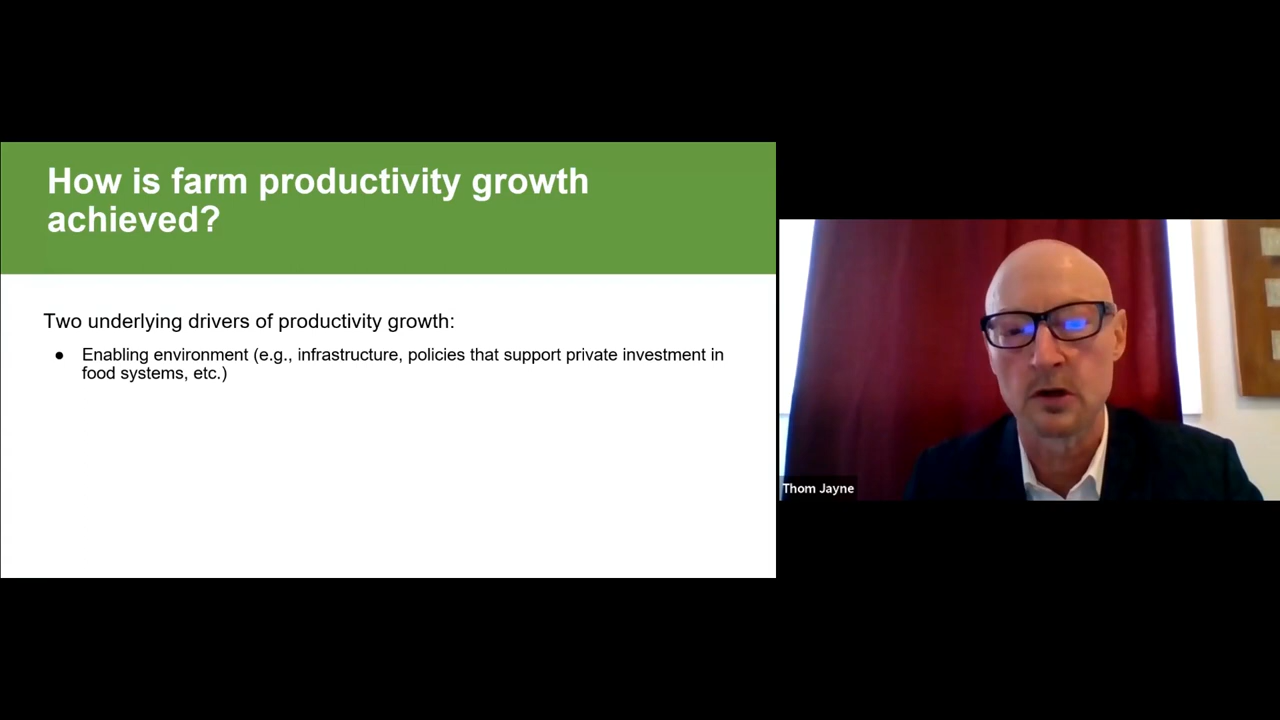 How is farm productivity growth
achieved?
Two underlying drivers of productivity growth:
● Enabling environment (e.g., infrastructure, policies that support private investment in
food systems, etc.)
Thom Jayne